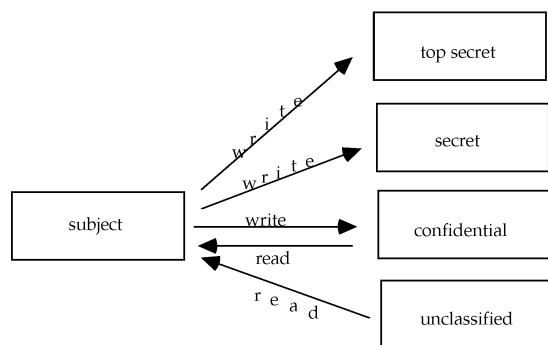 top secret
write
secret
write
subject
write
confidential
read
read
unclassified